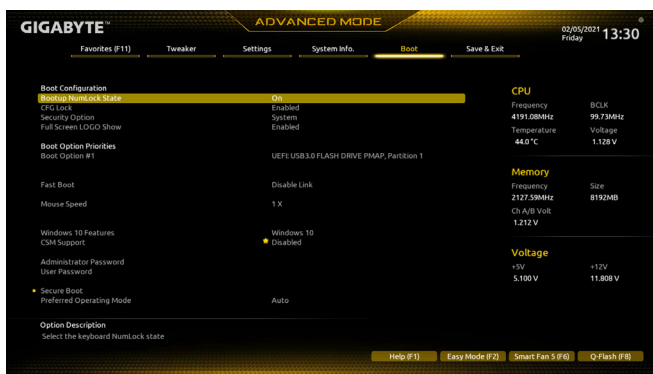 GIGABYTE™
ADVANCED MODE
02/05/2021 Friday 13:30
Favorites (F11) Tweaker Settings System Info. Boot Save & Exit
Boot Configuration
Bootup NumLock State On
CFG Lock Enabled
Security Option System
Full Screen LOGO Show Enabled
Boot Option Priorities
Boot Option #1 UEFI: USB3.0 FLASH DRIVE PMAP, Partition 1
Fast Boot Disable Link
Mouse Speed 1 X
Windows 10 Features Windows 10
CSM Support Disabled
Administrator Password
User Password
Secure Boot
Preferred Operating Mode Auto
Option Description
Select the keyboard NumLock state
CPU
Frequency BCLK
4191.08MHz 99.73MHz
Temperature Voltage
44.0 °C 1.128 V
Memory
Frequency Size
2127.59MHz 8192MB
Ch A/B Volt
1.212 V
Voltage
+5V +12V
5.100 V 11.808 V
Help (F1) Easy Mode (F2) Smart Fan 5 (F6) Q-Flash (F8)